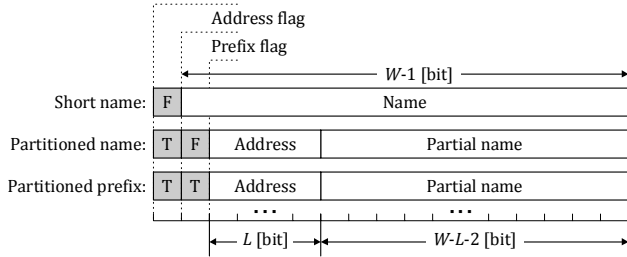 Address flag
Prefix flag
W-1 [bit]
Short name: F Name
Partitioned name: T F Address Partial name
Partitioned prefix: T T Address Partial name
... ...
L [bit] W-L-2 [bit]